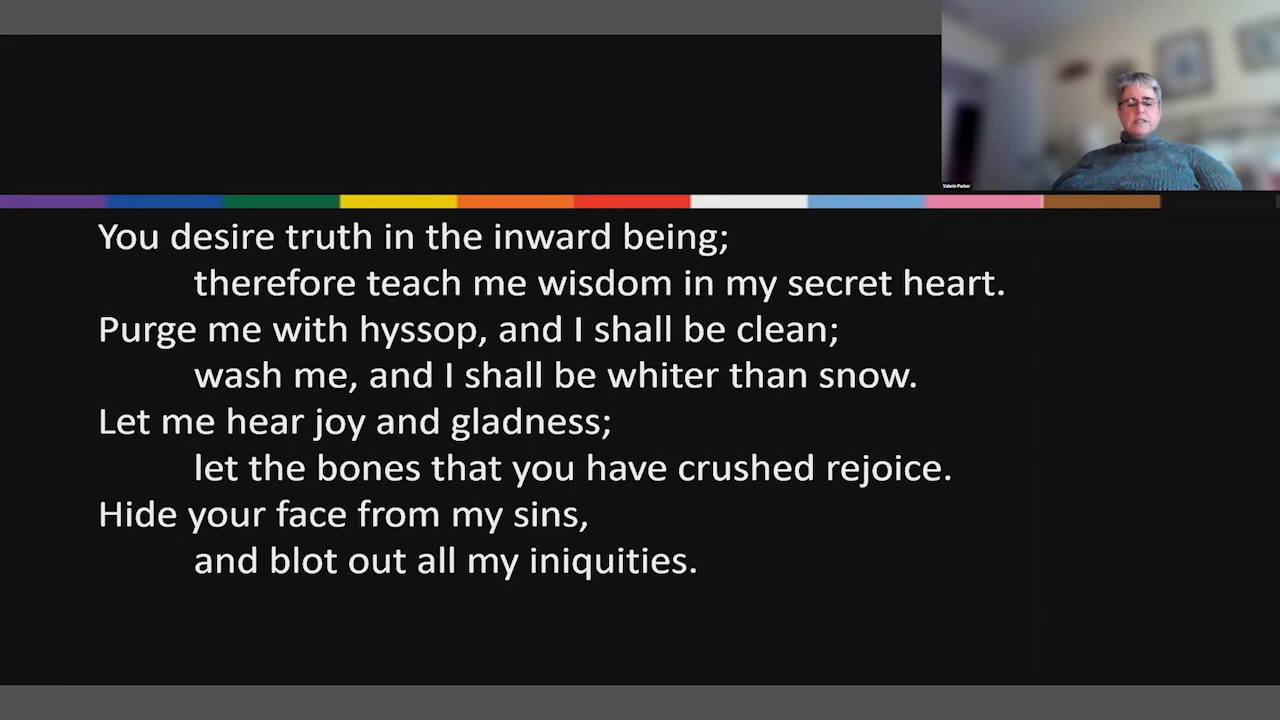 Valerie Parker
You desire truth in the inward being;
therefore teach me wisdom in my secret heart.
Purge me with hyssop, and I shall be clean;
wash me, and I shall be whiter than snow.
Let me hear joy and gladness;
let the bones that you have crushed rejoice.
Hide your face from my sins,
and blot out all my iniquities.